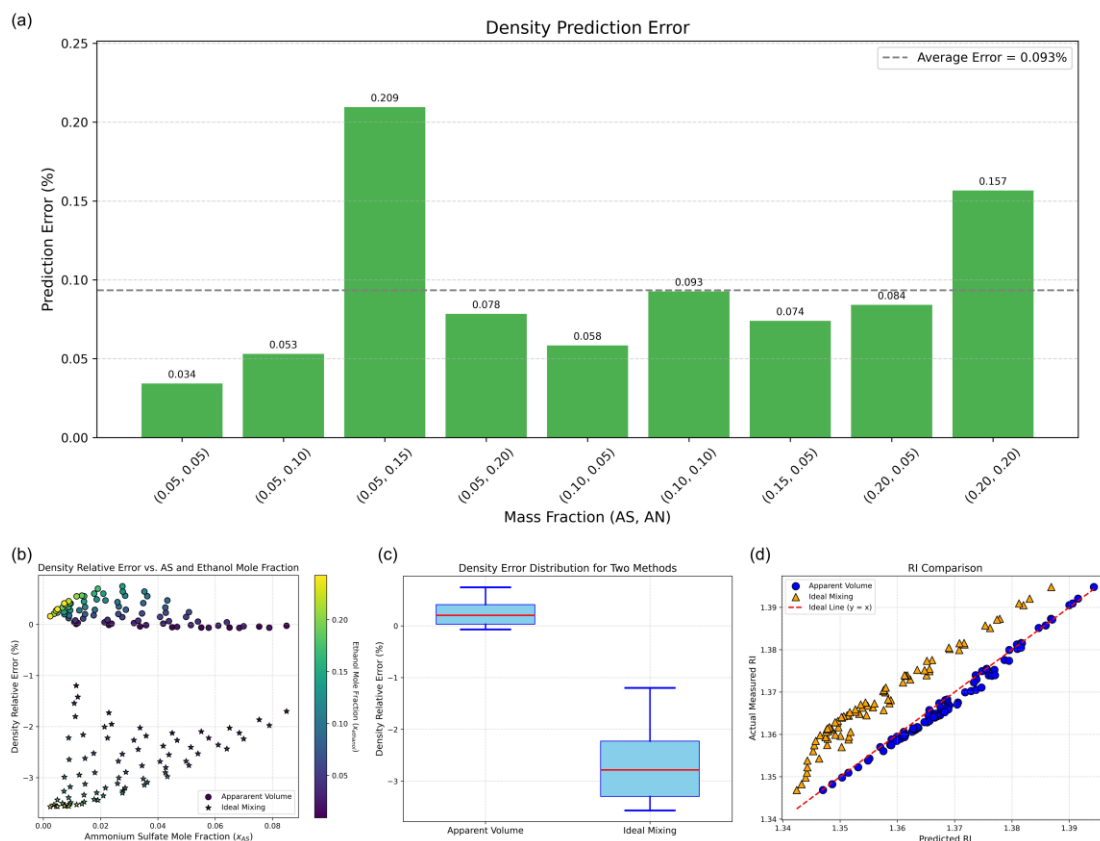 (a)
Density Prediction Error
0.25
0.20
0.15
0.10
0.05
0.00
Prediction Error (%)
Average Error = 0.093%
0.034
0.053
0.209
0.078
0.058
0.093
0.074
0.084
0.157
(0.05, 0.05)
(0.05, 0.10)
(0.05, 0.15)
(0.05, 0.20)
(0.10, 0.05)
(0.10, 0.10)
(0.15, 0.05)
(0.20, 0.05)
(0.20, 0.20)
Mass Fraction (AS, AN)
(b)
Density Relative Error vs. AS and Ethanol Mole Fraction
0
−1
−2
−3
Density Relative Error (%)
0.00
0.02
0.04
0.06
0.08
Ammonium Sulfate Mole Fraction (xAS)
Apparent Volume
Ideal Mixing
0.20
0.15
0.10
0.05
Ethanol Mole Fraction (xethanol)
(c)
Density Error Distribution for Two Methods
0
−1
−2
−3
Density Relative Error (%)
Apparent Volume
Ideal Mixing
(d)
RI Comparison
Apparent Volume
Ideal Mixing
Ideal Line (y = x)
1.39
1.38
1.37
1.36
1.35
1.34
Actual Measured RI
1.34
1.35
1.36
1.37
1.38
1.39
Predicted RI